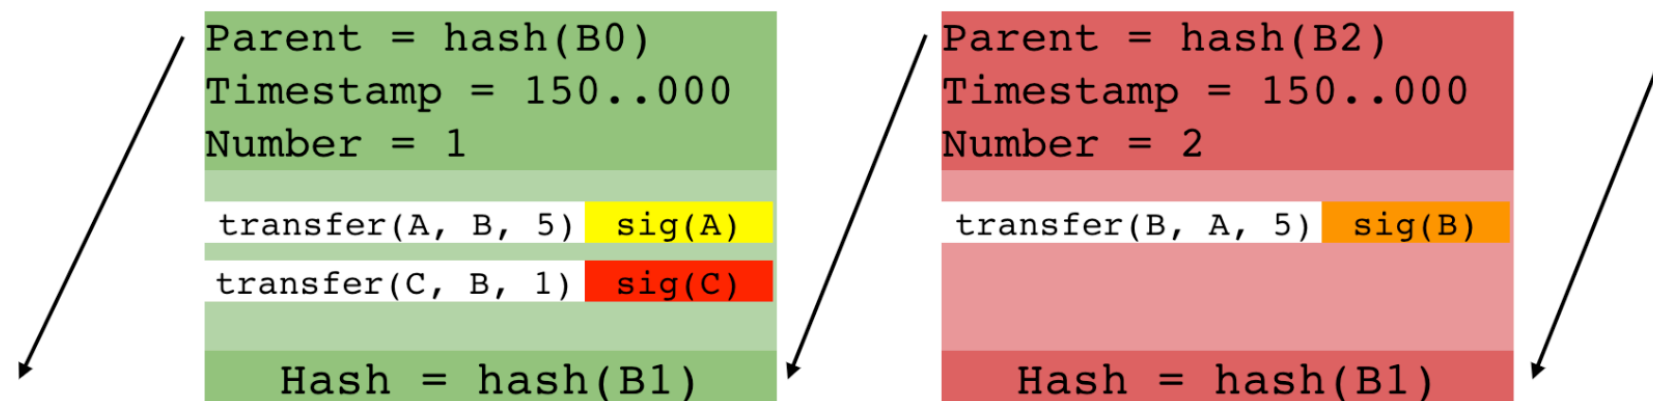 Parent = hash(B0)
Timestamp = 150..000
Number = 1
transfer(A, B, 5) sig(A)
transfer(C, B, 1) sig(C)
Hash = hash(B1)
Parent = hash(B2)
Timestamp = 150..000
Number = 2
transfer(B, A, 5) sig(B)
Hash = hash(B1)